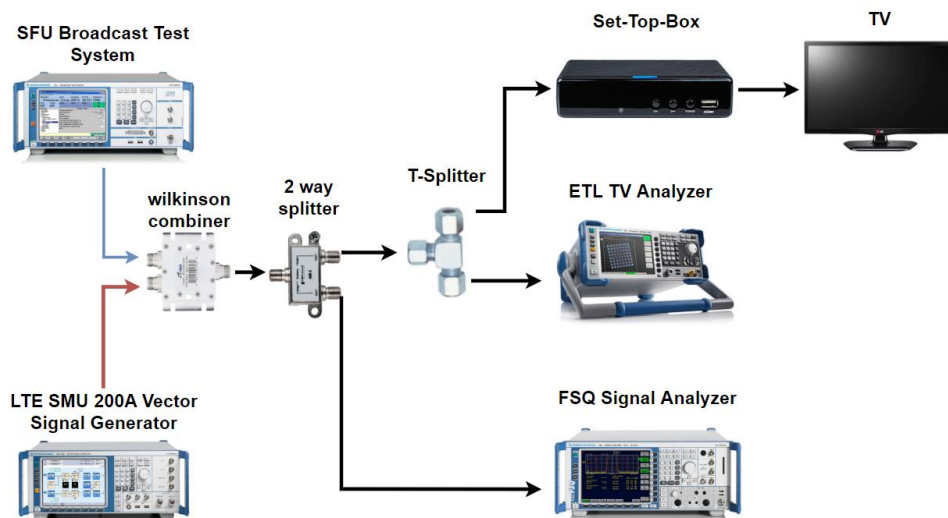 SFU Broadcast Test
System
Set-Top-Box
TV
wilkinson
combiner
2 way
splitter
T-Splitter
ETL TV Analyzer
LTE SMU 200A Vector
Signal Generator
FSQ Signal Analyzer